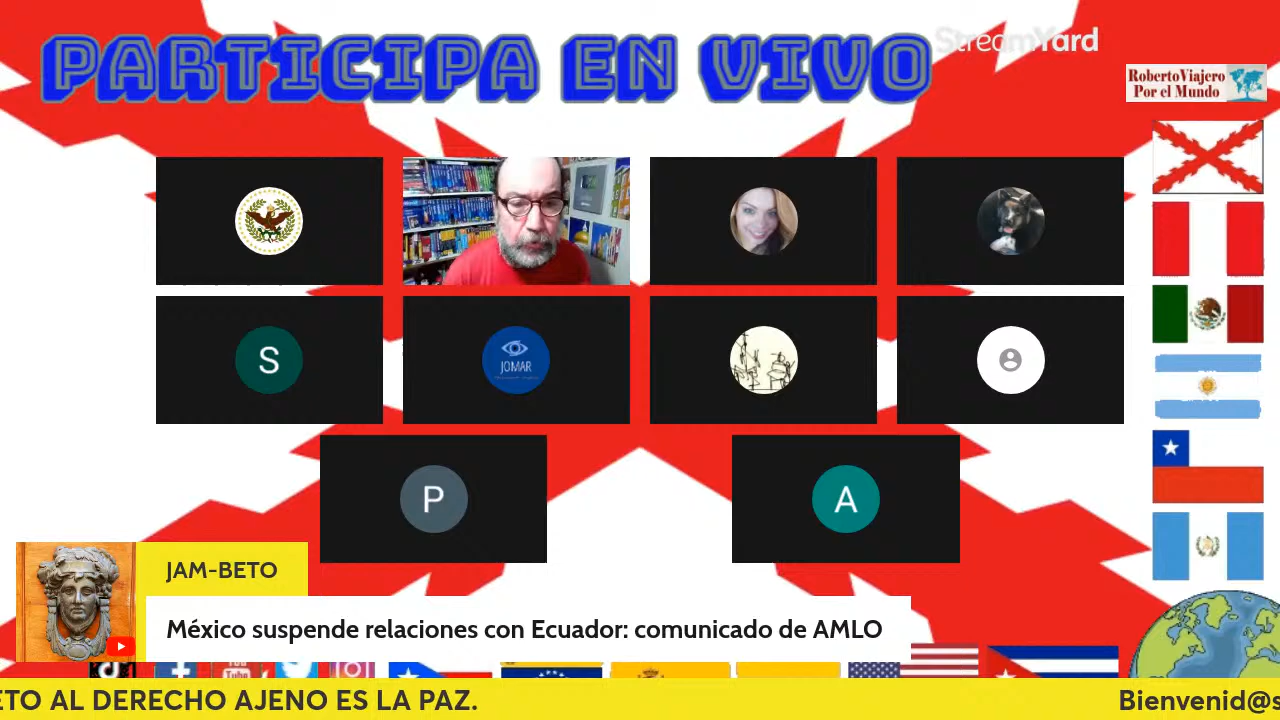 PARTICIPA EN VIVO
StreamYard
RobertoViajero
Por el Mundo
S
JOMAR
P
A
JAM-BETO
México suspende relaciones con Ecuador: comunicado de AMLO
ETO AL DERECHO AJENO ES LA PAZ.
Bienvenid@s